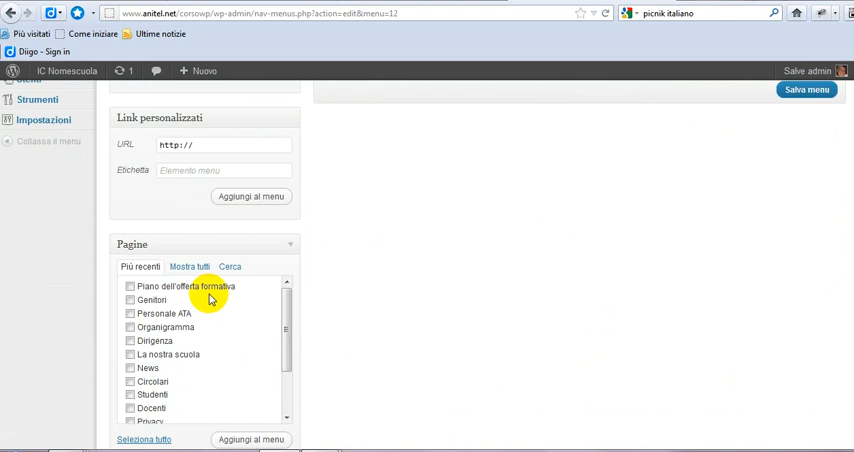 www.anitel.net/corsowp/wp-admin/nav-menus.php?action=edit&menu=12
picnik italiano
Più visitati Come iniziare Ultime notizie
Diigo - Sign in
IC Nomescuola 1 Nuovo Salve admin
Utenti
Strumenti
Salva menu
Impostazioni
Collassa il menu
Link personalizzati
URL http://
Etichetta Elemento menu
Aggiungi al menu
Pagine
Più recenti Mostra tutti Cerca
Piano dell'offerta formativa
Genitori
Personale ATA
Organigramma
Dirigenza
La nostra scuola
News
Circolari
Studenti
Docenti
Privacy
Seleziona tutto Aggiungi al menu